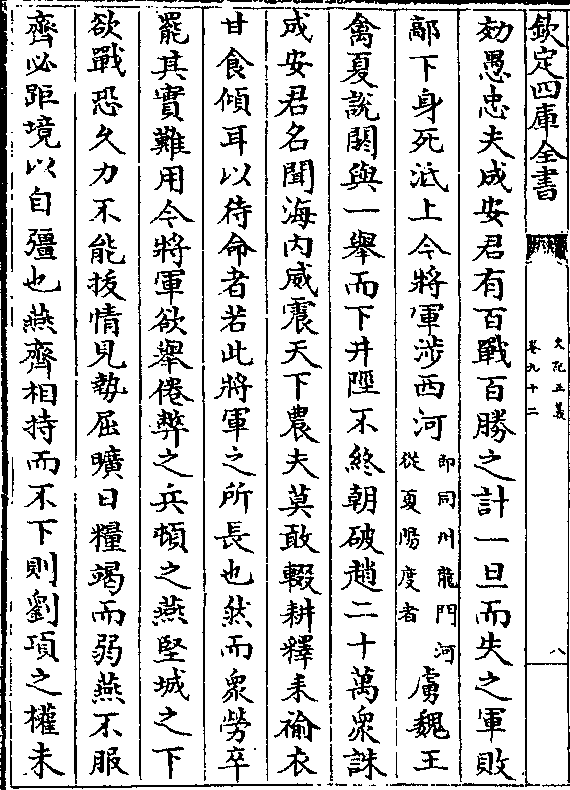 欽定四庫全書
史記正義
卷九十二
八
効愚忠夫成安君有百戰百勝之計一旦而失之軍敗
鄗下身死泜上今將軍涉西河即同州龍門河從夏陽度者虜魏王
禽夏說閼與一舉而下井陘不終朝破趙二十萬衆誅
成安君名聞海內威震天下農夫莫敢輟耕釋耒褕衣
甘食傾耳以待命者若此將軍之所長也然而衆勞卒
罷其實難用今將軍欲舉倦弊之兵頓之燕堅城之下
欲戰恐久力不能拔情見勢屈曠日糧竭而弱燕不服
齊必距境以自彊也燕齊相持而不下則劉項之權未